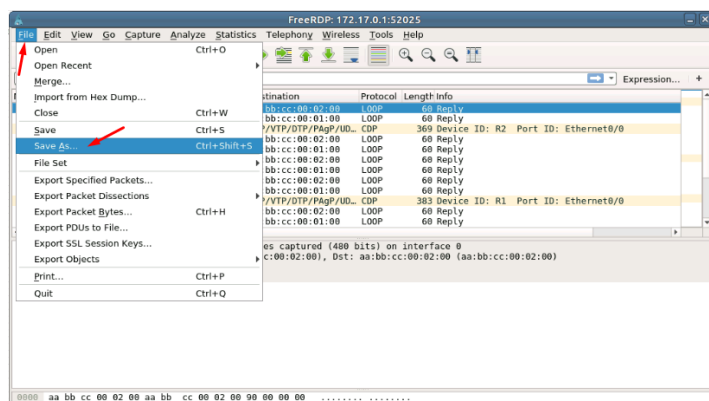 FreeRDP: 172.17.0.1:52025
File Edit View Go Capture Analyze Statistics Telephony Wireless Tools Help
Open Ctrl+O
Open Recent
Merge...
Import from Hex Dump...
Close Ctrl+W
Save Ctrl+S
Save As... Ctrl+Shift+S
File Set
Export Specified Packets...
Export Packet Dissections
Export Packet Bytes... Ctrl+H
Export PDUs to File...
Export SSL Session Keys...
Export Objects
Print... Ctrl+P
Quit Ctrl+Q
Expression... +
stination Protocol Length Info
bb:cc:00:02:00 LOOP 60 Reply
bb:cc:00:01:00 LOOP 60 Reply
P/VTP/DTP/PAgP/UD… CDP 369 Device ID: R2 Port ID: Ethernet0/0
bb:cc:00:02:00 LOOP 60 Reply
bb:cc:00:01:00 LOOP 60 Reply
bb:cc:00:02:00 LOOP 60 Reply
bb:cc:00:01:00 LOOP 60 Reply
bb:cc:00:02:00 LOOP 60 Reply
bb:cc:00:01:00 LOOP 60 Reply
P/VTP/DTP/PAgP/UD… CDP 383 Device ID: R1 Port ID: Ethernet0/0
bb:cc:00:02:00 LOOP 60 Reply
bb:cc:00:01:00 LOOP 60 Reply
es captured (480 bits) on interface 0
c:00:02:00), Dst: aa:bb:cc:00:02:00 (aa:bb:cc:00:02:00)
0000 aa bb cc 00 02 00 aa bb cc 00 02 00 90 00 00 00 ........ ........